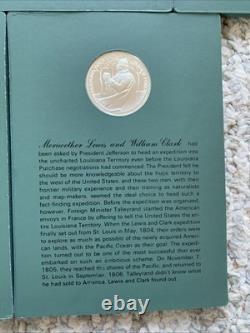 Meriwether Lewis and William Clark had
been asked by President Jefferson to head an expedition into
the uncharted Louisiana Territory even before the Louisiana
Purchase negotiations had commenced. The President felt he
should be more knowledgeable about the huge territory to
the west of the United States, and these two men, with their
frontier military experience and their training as naturalists
and map-makers, seemed the ideal choice to head such a
fact-finding expedition. Before the expedition was organized,
however, Foreign Minister Talleyrand startled the American
envoys in France by offering to sell the United States the entire
Louisiana Territory. When the Lewis and Clark expedition
finally set out from St. Louis in May, 1804, their orders were
to explore as much as possible of the newly acquired American
lands, with the Pacific Ocean as their goal. The expedition
turned out to be one of the most successful that ever
embarked on such an ambitious scheme. On November 7,
1805, they reached the shores of the Pacific, and returned to
St. Louis in September, 1806. Talleyrand didn't know what
he had sold to America. Lewis and Clark found out.